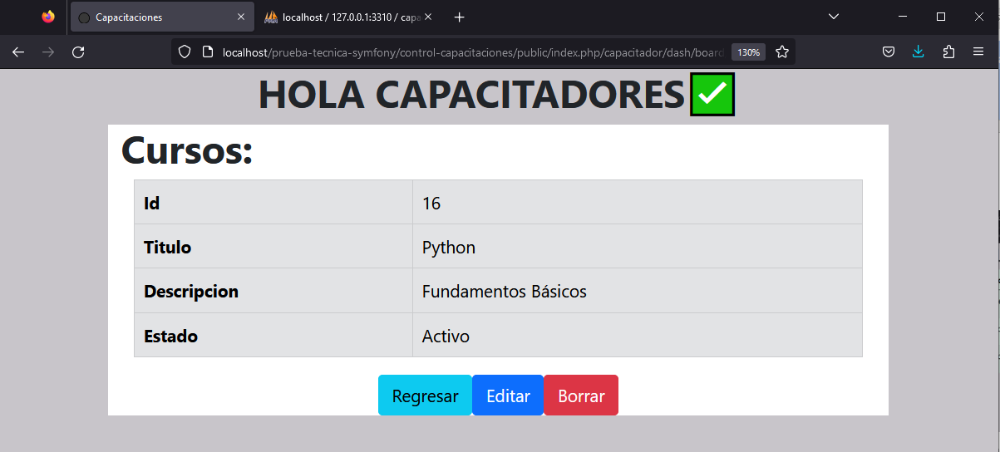 Capacitaciones
localhost / 127.0.0.1:3310 / capa
localhost/prueba-tecnica-symfony/control-capacitaciones/public/index.php/capacitador/dash/board
130%
HOLA CAPACITADORES
Cursos:
Id 16
Titulo Python
Descripcion Fundamentos Básicos
Estado Activo
Regresar Editar Borrar